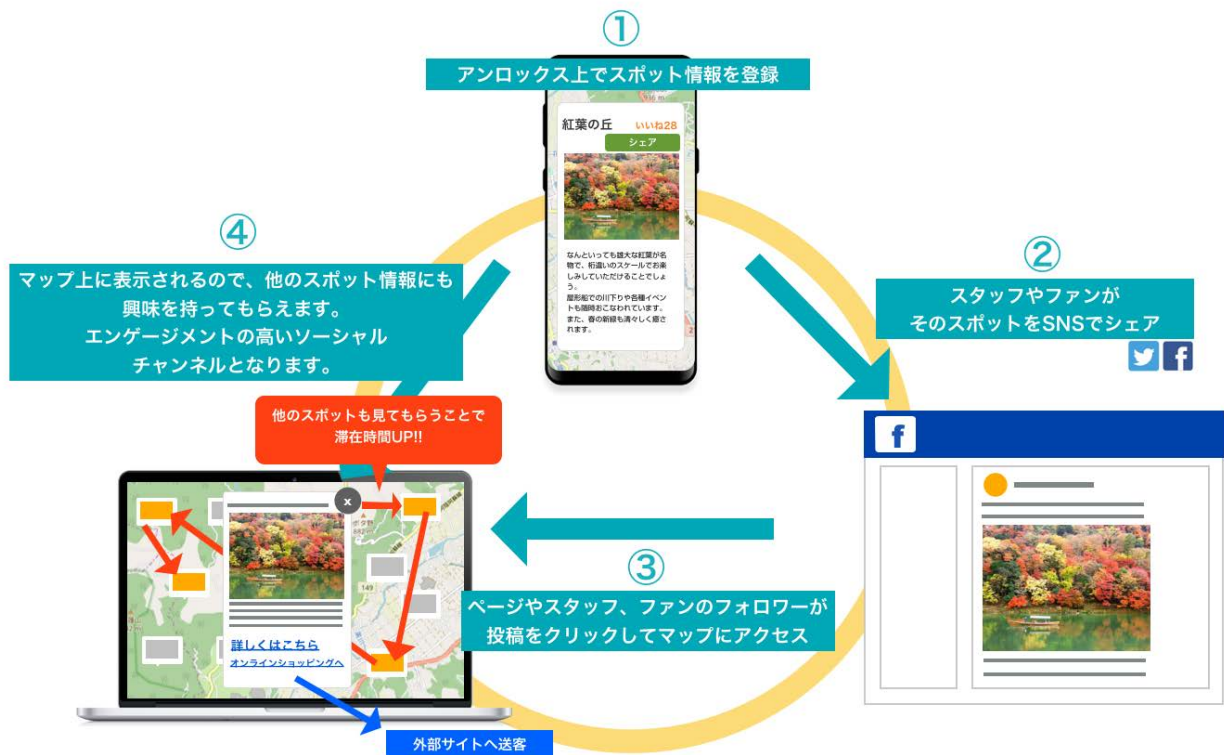 ①
アンロックス上でスポット情報を登録
936 m
紅葉の丘
いいね28
シェア
なんといっても雄大な紅葉が名
物で、桁違いのスケールでお楽
しみしていただけることでしょ
う。
屋形船での川下りや各種イベン
トも随時おこなわれています。
また、春の新緑も清々しく癒さ
れます。
②
スタッフやファンが
そのスポットをSNSでシェア
f
④
マップ上に表示されるので、他のスポット情報にも
興味を持ってもらえます。
エンゲージメントの高いソーシャル
チャンネルとなります。
他のスポットも見てもらうことで
滞在時間UP!!
f
x
ポタ野
882
149
詳しくはこちら
オンラインショッピングへ
③
ページやスタッフ、ファンのフォロワーが
投稿をクリックしてマップにアクセス
外部サイトへ送客